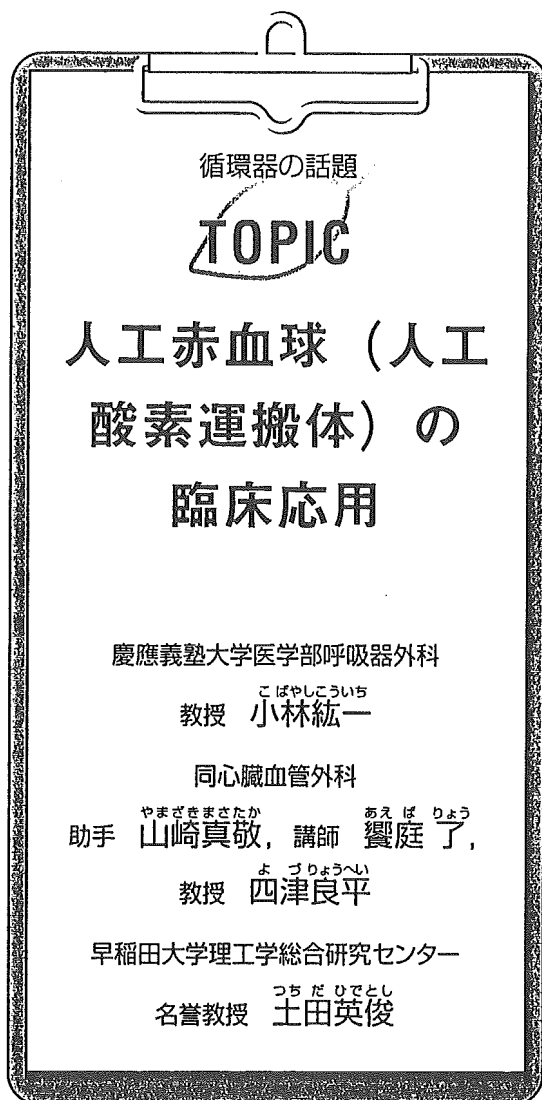 循環器の話題
TOPIC
人工赤血球（人工
酸素運搬体）の
臨床応用
慶應義塾大学医学部呼吸器外科
こばやしこういち
教授 小林紘一
同心臓血管外科
やまざきまさたか あえばりょう
助手 山崎真敬，講師 饗庭 了，
よづりょうへい
教授 四津良平
早稲田大学理工学総合研究センター
つちだひでとし
名誉教授 土田英俊